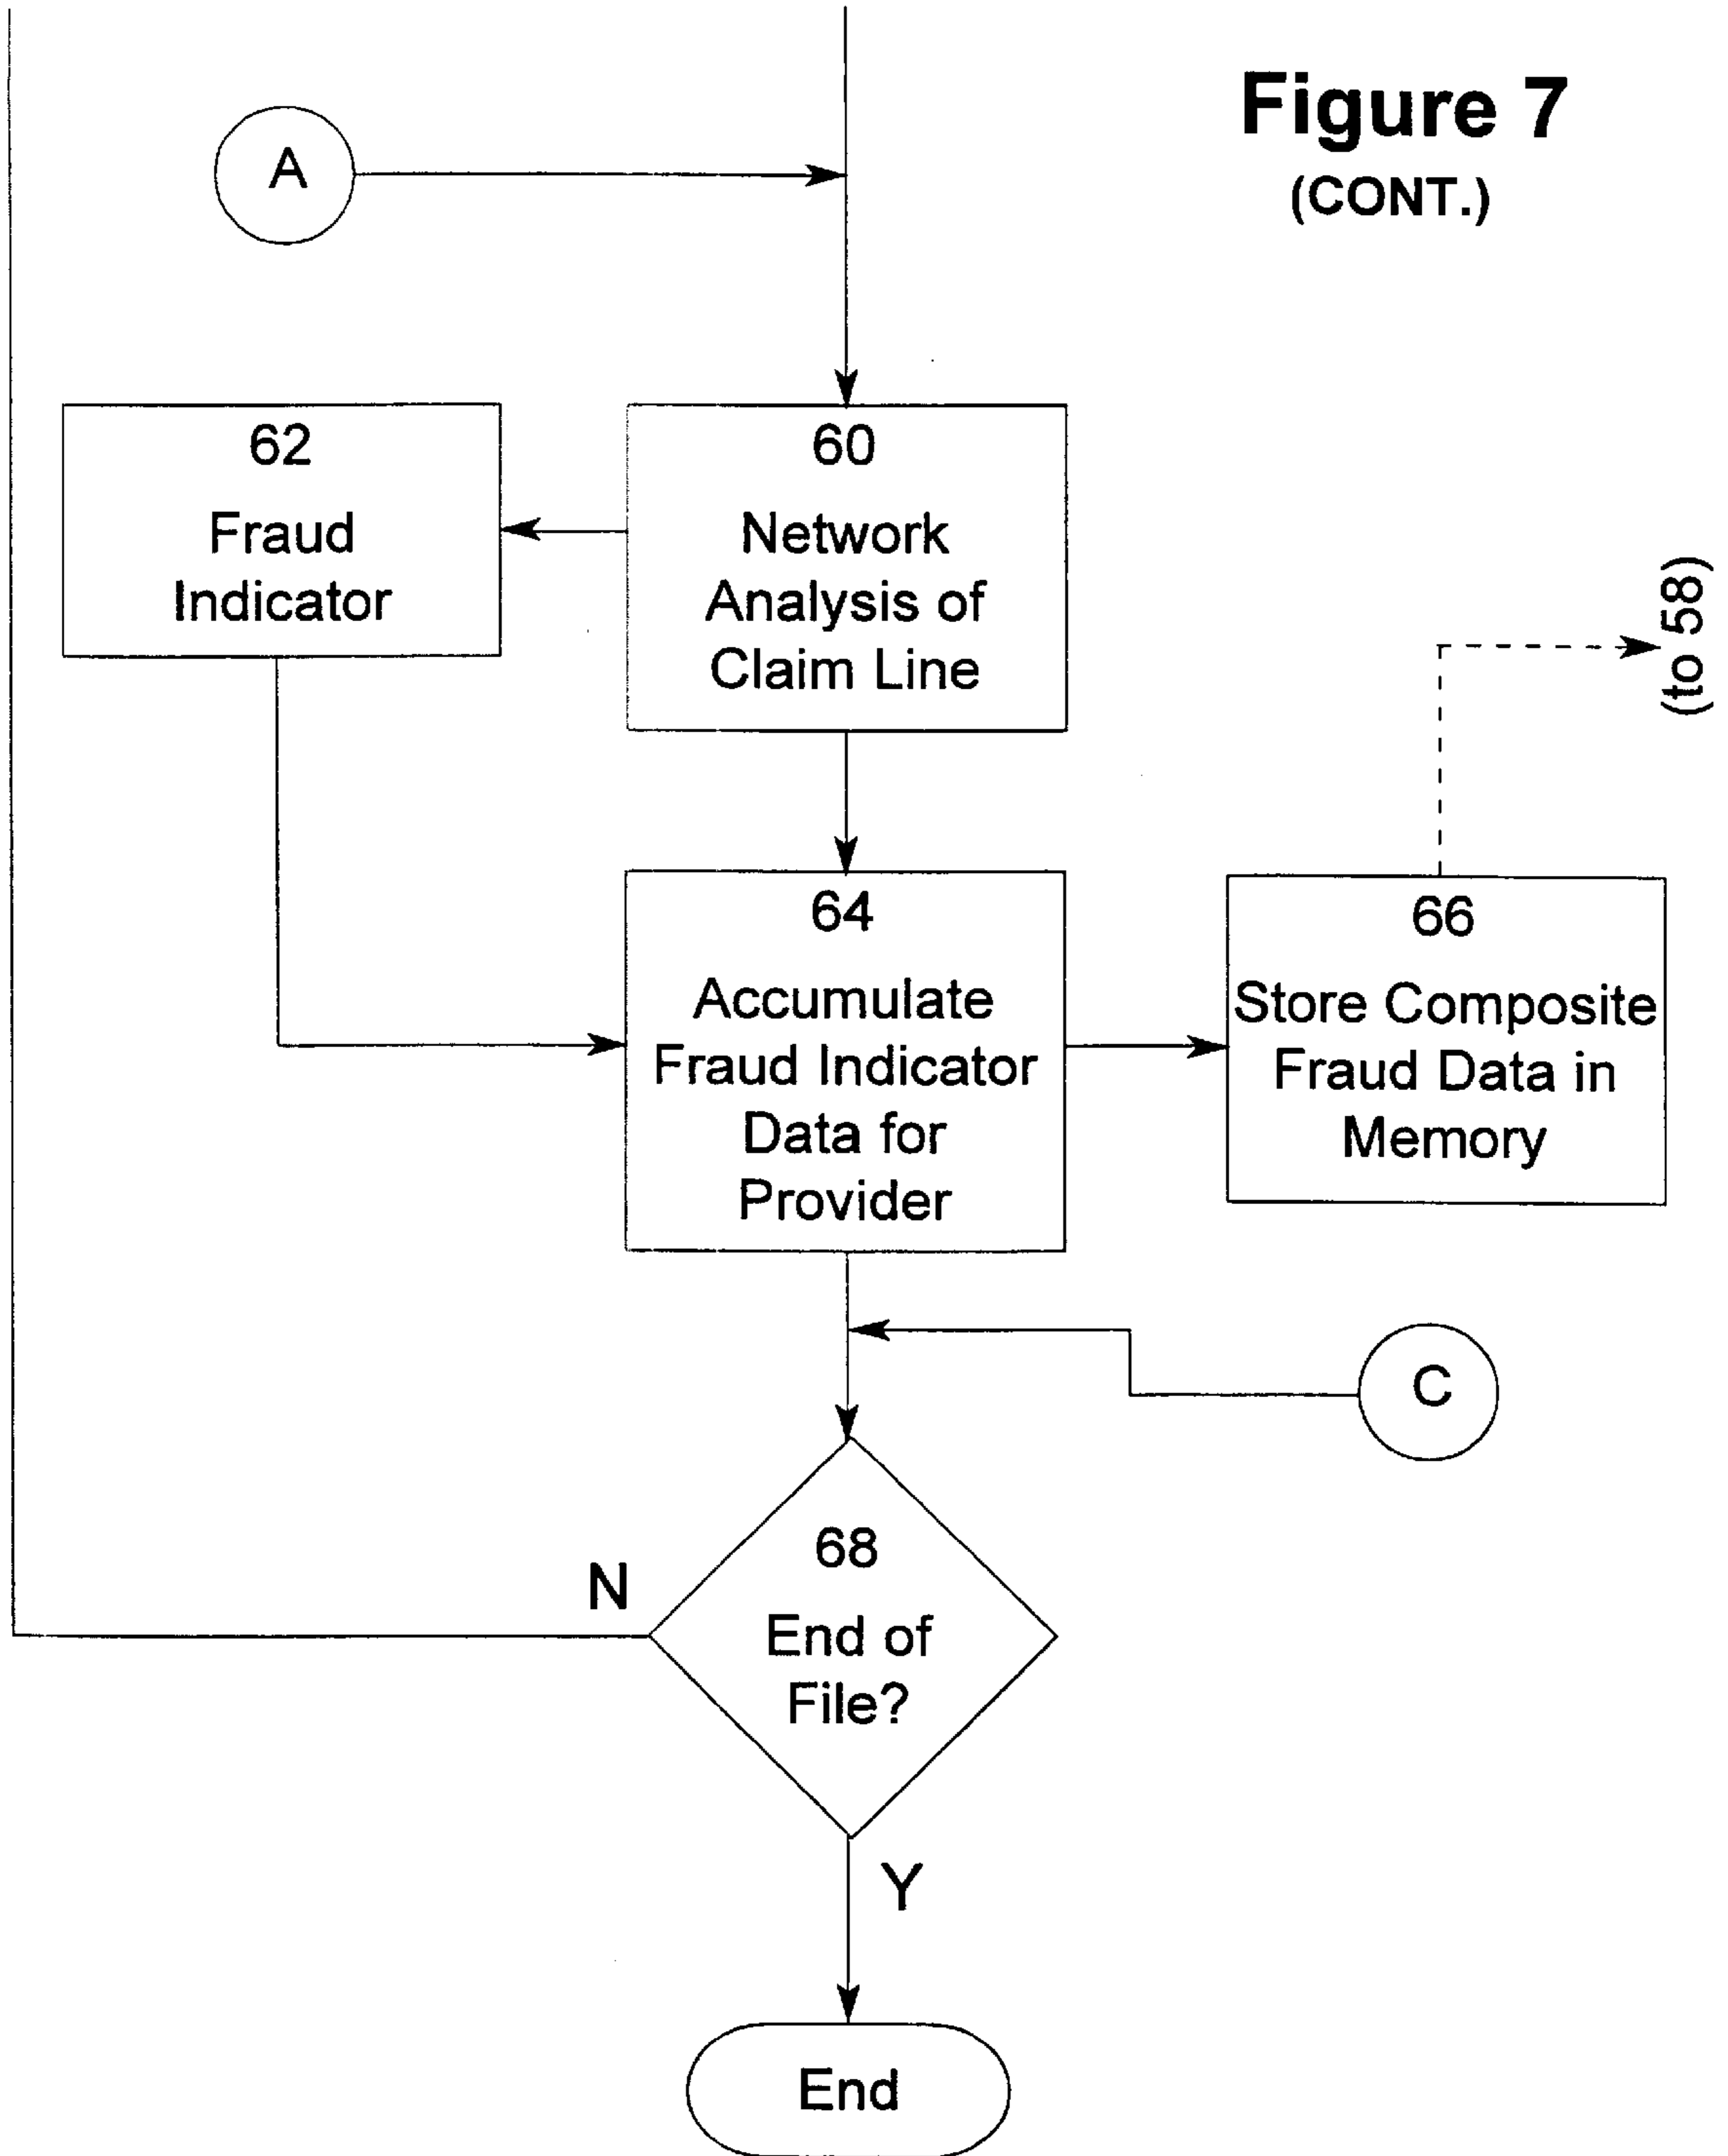 Figure 7
(CONT.)
A
62
Fraud
Indicator
60
Network
Analysis of
Claim Line
(to 58)
64
Accumulate
Fraud Indicator
Data for
Provider
66
Store Composite
Fraud Data in
Memory
C
68
End of
File?
N
Y
End